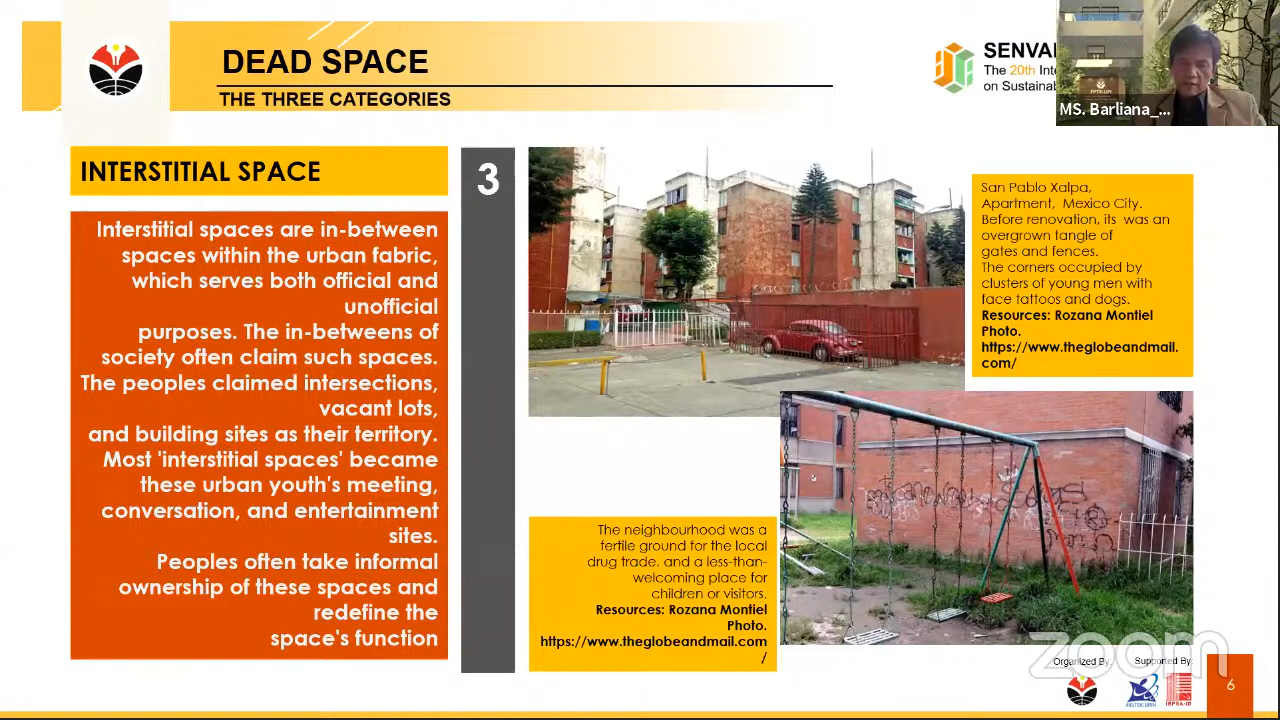 DEAD SPACE
THE THREE CATEGORIES
SENVA
The 20th Inte
on Sustainab
MS. Barliana_...
INTERSTITIAL SPACE
Interstitial spaces are in-between
spaces within the urban fabric,
which serves both official and
unofficial
purposes. The in-betweens of
society often claim such spaces.
The peoples claimed intersections,
vacant lots,
and building sites as their territory.
Most 'interstitial spaces' became
these urban youth's meeting,
conversation, and entertainment
sites.
Peoples often take informal
ownership of these spaces and
redefine the
space's function
3
San Pablo Xalpa,
Apartment, Mexico City.
Before renovation, its was an
overgrown tangle of
gates and fences.
The corners occupied by
clusters of young men with
face tattoos and dogs.
Resources: Rozana Montiel
Photo.
https://www.theglobeandmail.
com/
The neighbourhood was a
fertile ground for the local
drug trade, and a less-than-
welcoming place for
children or visitors.
Resources: Rozana Montiel
Photo.
https://www.theglobeandmail.com
/
zoom
Organized By:
Supported By:
6